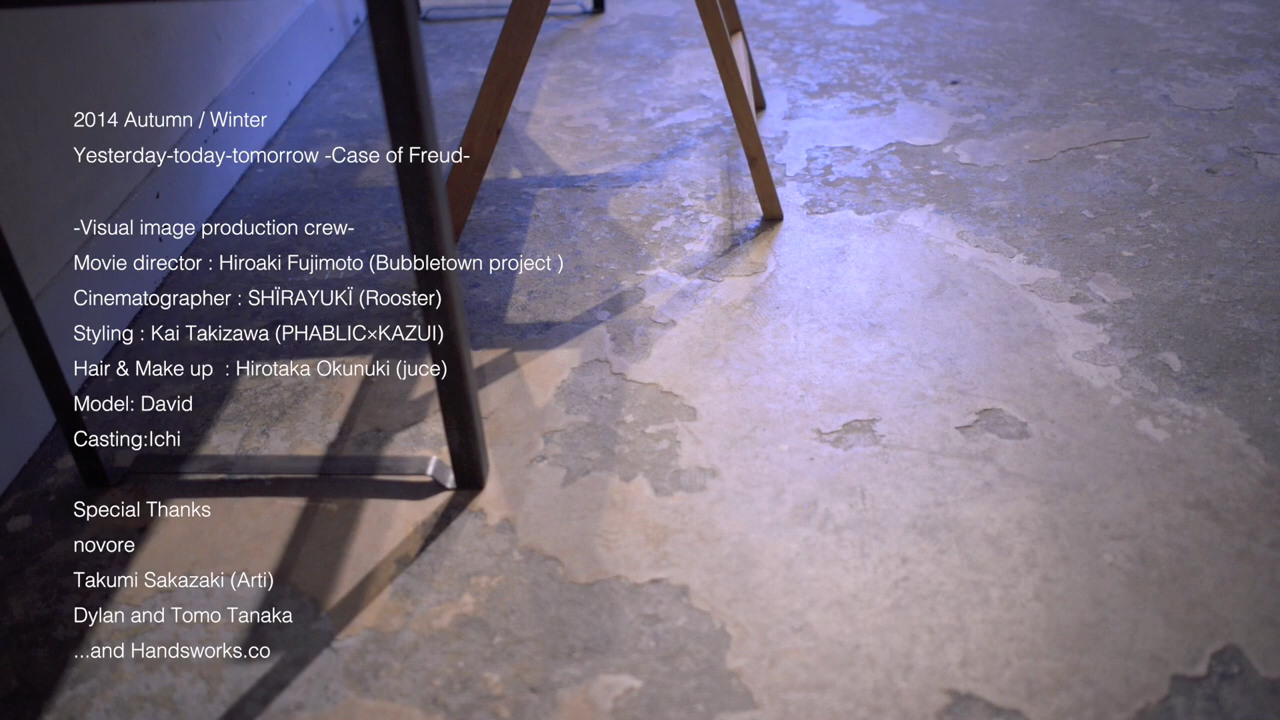 2014 Autumn / Winter
Yesterday-today-tomorrow -Case of Freud-
-Visual image production crew-
Movie director : Hiroaki Fujimoto (Bubbletown project )
Cinematographer : SHÏRAYUKÏ (Rooster)
Styling : Kai Takizawa (PHABLIC×KAZUI)
Hair & Make up  : Hirotaka Okunuki (juce)
Model: David
Casting:Ichi
Special Thanks
novore
Takumi Sakazaki (Arti)
Dylan and Tomo Tanaka
...and Handsworks.co